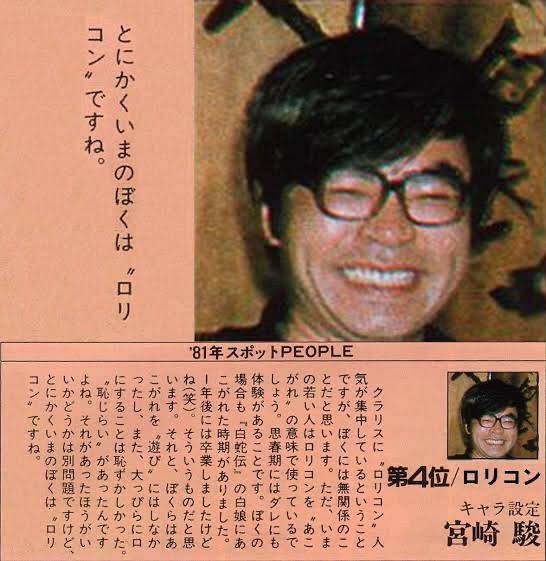 とにかくいまのぼくは〝ロリ
コン〟ですね。
'81年スポットPEOPLE
第4位/ロリコン
キャラ設定
宮崎 駿
クラリスに〝ロリコン〟人
気が集中しているということ
ですが、ぼくには無関係のこ
とだと思います。ただ、いま
の若い人はロリコンを〝あこ
がれ〟の意味で使っているで
しょう。思春期にはダレにも
体験があることです。ぼくの
場合も『白蛇伝』の白娘にあ
こがれた時期がありました。
1年後には卒業しましたけど
ね(笑)そういうものだと思
います。それと、ぼくらはあ
こがれを〝遊び〟にはしなか
ったし、また、大っぴらに口
にすることは恥ずかしかった。
〝恥じらい〟があったんです
よね。それがあったほうがい
いかどうかは別問題ですけど、
とにかくいまのぼくは〝ロリ
コン〟ですね。